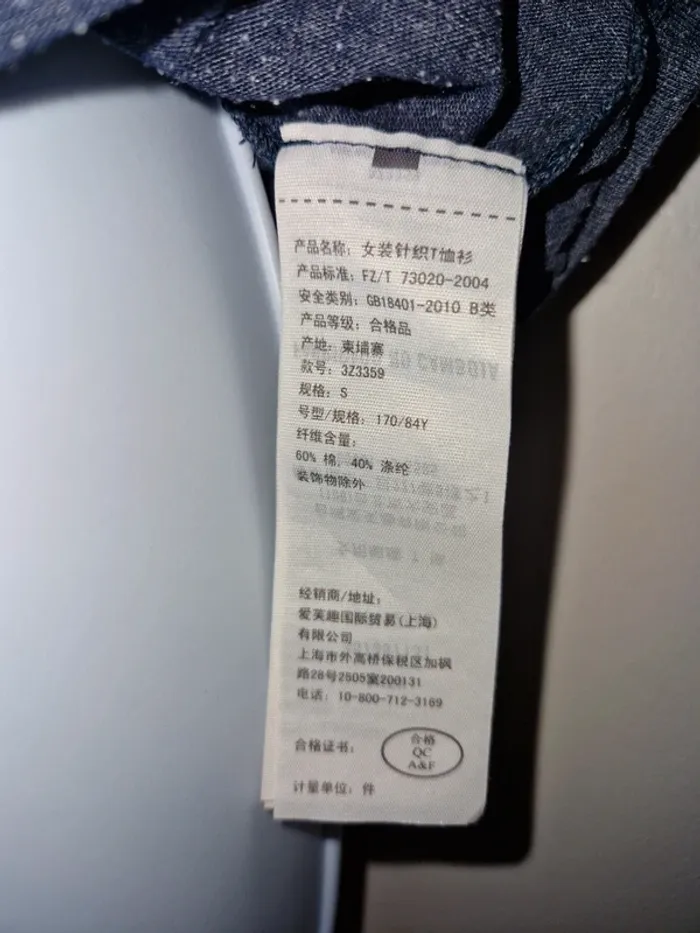 产品名称: 女装针织T恤衫
产品标准: FZ/T 73020-2004
安全类别: GB18401-2010 B类
产品等级: 合格品
产地: 柬埔寨
款号: 3Z3359
规格: S
号型/规格: 170/84Y
纤维含量:
60% 棉, 40% 涤纶
装饰物除外
经销商/地址:
爱芙趣国际贸易(上海)
有限公司
上海市外高桥保税区加枫
路28号2505室200131
电话: 10-800-712-3169
合格证书:
合格
QC
A&F
计量单位: 件